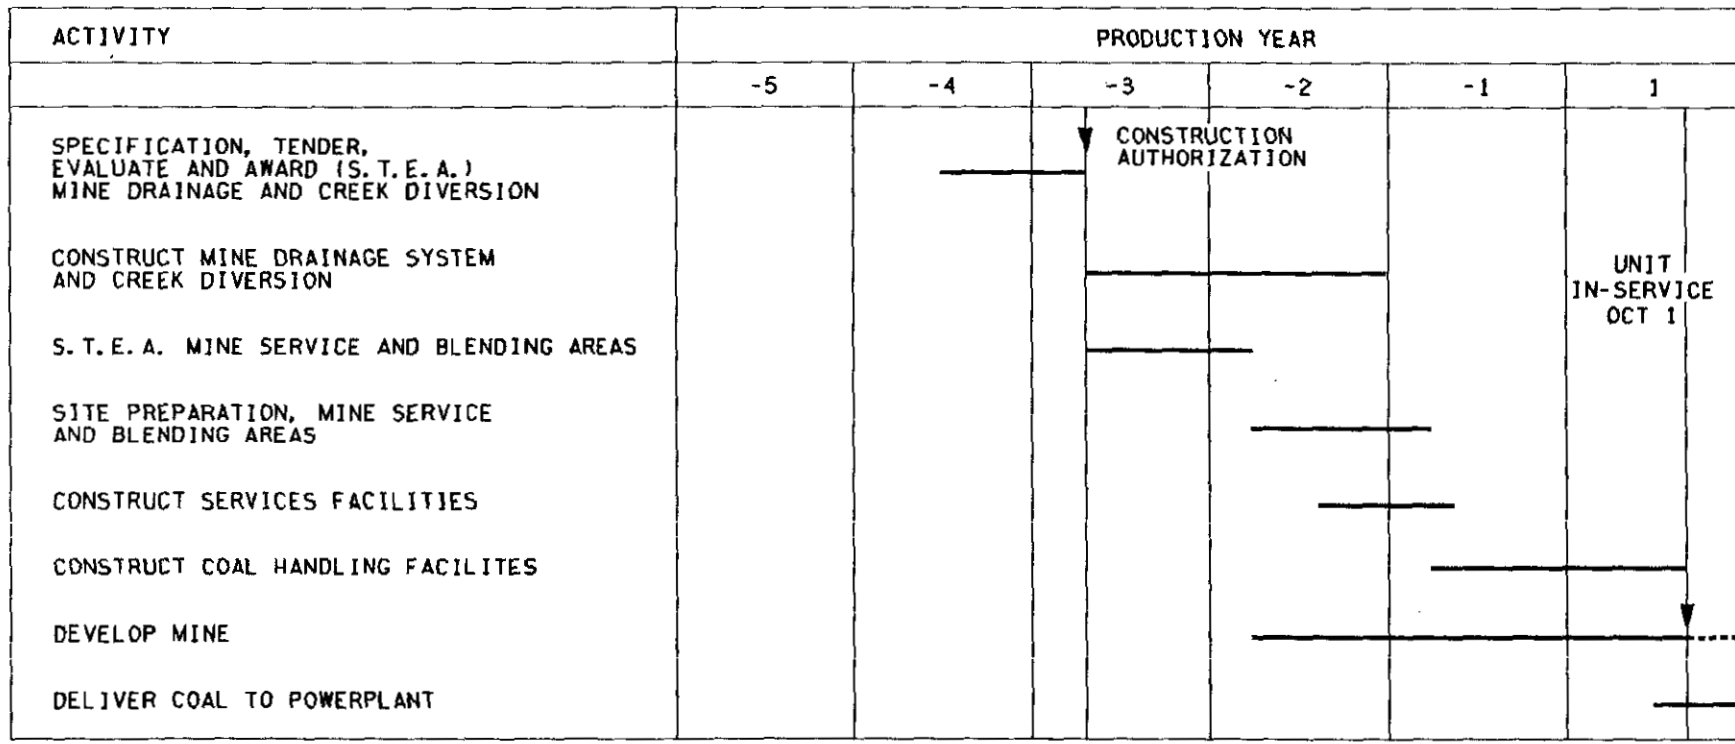 ACTIVITY
PRODUCTION YEAR
-5 -4 -3 -2 -1 1
SPECIFICATION, TENDER,
EVALUATE AND AWARD (S.T.E.A.)
MINE DRAINAGE AND CREEK DIVERSION
CONSTRUCTION
AUTHORIZATION
CONSTRUCT MINE DRAINAGE SYSTEM
AND CREEK DIVERSION
UNIT
IN-SERVICE
OCT 1
S.T.E.A. MINE SERVICE AND BLENDING AREAS
SITE PREPARATION, MINE SERVICE
AND BLENDING AREAS
CONSTRUCT SERVICES FACILITIES
CONSTRUCT COAL HANDLING FACILITES
DEVELOP MINE
DELIVER COAL TO POWERPLANT